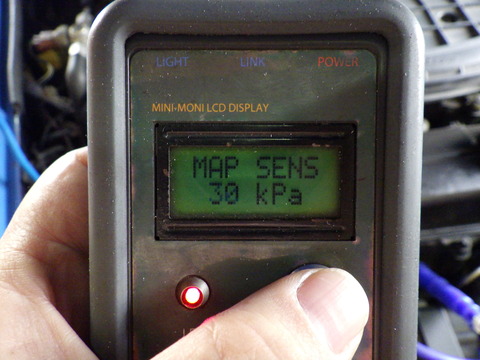 LIGHT LINK POWER
MINI-MONI LCD DISPLAY
MAP SENS
30 kPa